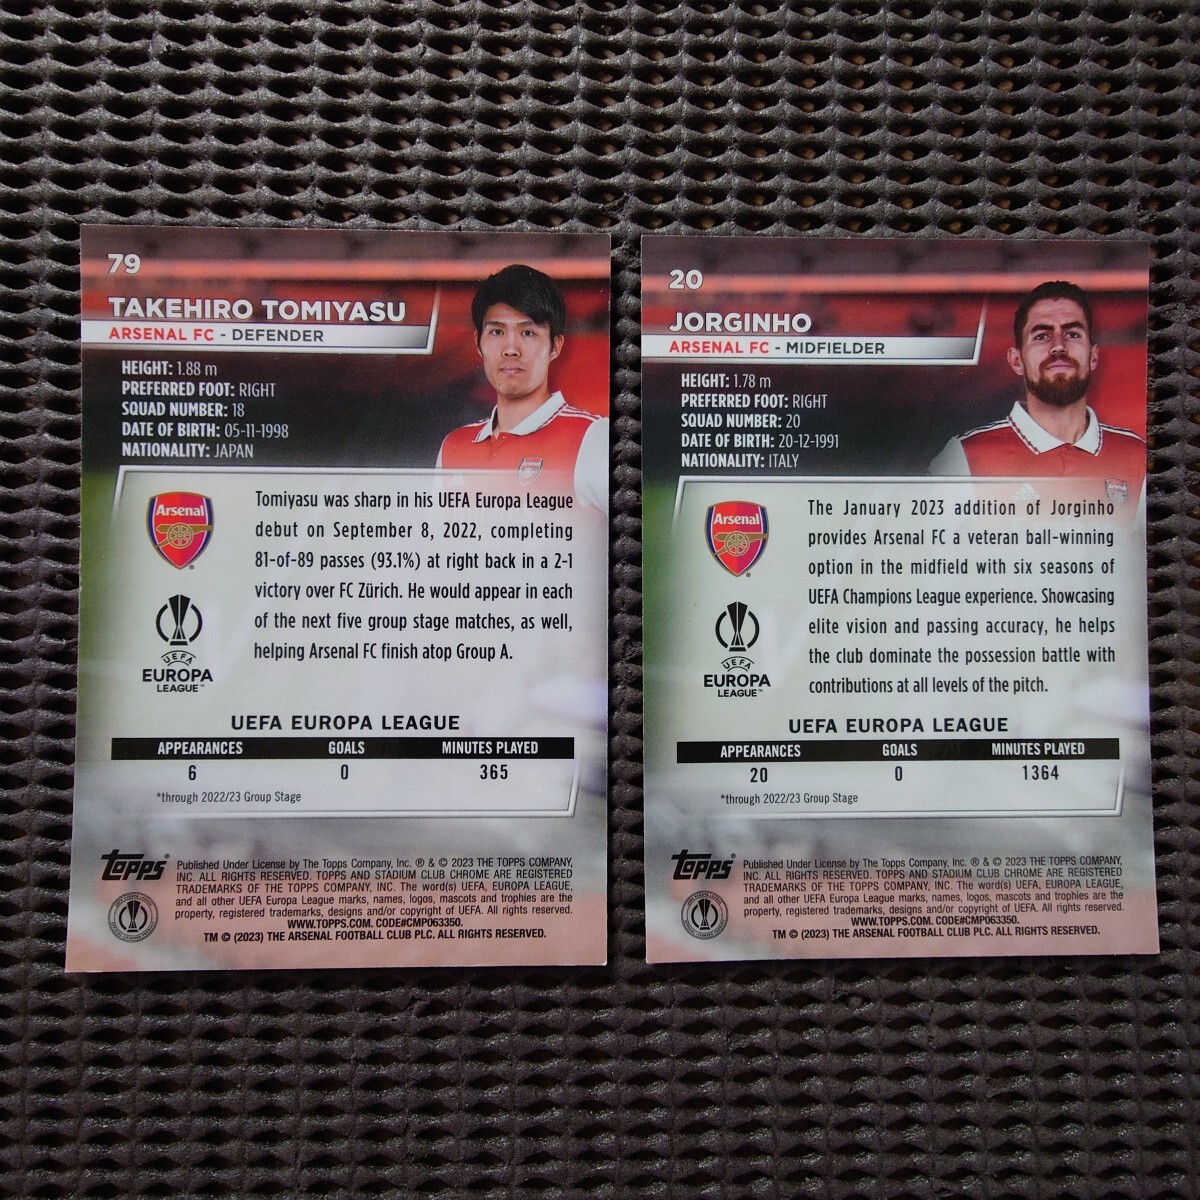 79
TAKEHIRO TOMIYASU
ARSENAL FC - DEFENDER
HEIGHT: 1.88 m
PREFERRED FOOT: RIGHT
SQUAD NUMBER: 18
DATE OF BIRTH: 05-11-1998
NATIONALITY: JAPAN
Arsenal
Tomiyasu was sharp in his UEFA Europa League
debut on September 8, 2022, completing
81-of-89 passes (93.1%) at right back in a 2-1
victory over FC Zürich. He would appear in each
of the next five group stage matches, as well,
helping Arsenal FC finish atop Group A.
UEFA
EUROPA
LEAGUE™
UEFA EUROPA LEAGUE
APPEARANCES GOALS MINUTES PLAYED
6 0 365
*through 2022/23 Group Stage
topps
Published Under License by The Topps Company, Inc. ® & © 2023 THE TOPPS COMPANY,
INC. ALL RIGHTS RESERVED. TOPPS AND STADIUM CLUB CHROME ARE REGISTERED
TRADEMARKS OF THE TOPPS COMPANY, INC. The word(s) UEFA, EUROPA LEAGUE,
and all other UEFA Europa League marks, names, logos, mascots and trophies are the
property, registered trademarks, designs and/or copyright of UEFA. All rights reserved.
WWW.TOPPS.COM. CODE#CMP063350.
TM © (2023) THE ARSENAL FOOTBALL CLUB PLC. ALL RIGHTS RESERVED.
20
JORGINHO
ARSENAL FC - MIDFIELDER
HEIGHT: 1.78 m
PREFERRED FOOT: RIGHT
SQUAD NUMBER: 20
DATE OF BIRTH: 20-12-1991
NATIONALITY: ITALY
Arsenal
The January 2023 addition of Jorginho
provides Arsenal FC a veteran ball-winning
option in the midfield with six seasons of
UEFA Champions League experience. Showcasing
elite vision and passing accuracy, he helps
the club dominate the possession battle with
contributions at all levels of the pitch.
UEFA
EUROPA
LEAGUE™
UEFA EUROPA LEAGUE
APPEARANCES GOALS MINUTES PLAYED
20 0 1364
*through 2022/23 Group Stage
topps
Published Under License by The Topps Company, Inc. ® & © 2023 THE TOPPS COMPANY,
INC. ALL RIGHTS RESERVED. TOPPS AND STADIUM CLUB CHROME ARE REGISTERED
TRADEMARKS OF THE TOPPS COMPANY, INC. The word(s) UEFA, EUROPA LEAGUE,
and all other UEFA Europa League marks, names, logos, mascots and trophies are the
property, registered trademarks, designs and/or copyright of UEFA. All rights reserved.
WWW.TOPPS.COM. CODE#CMP063350.
TM © (2023) THE ARSENAL FOOTBALL CLUB PLC. ALL RIGHTS RESERVED.